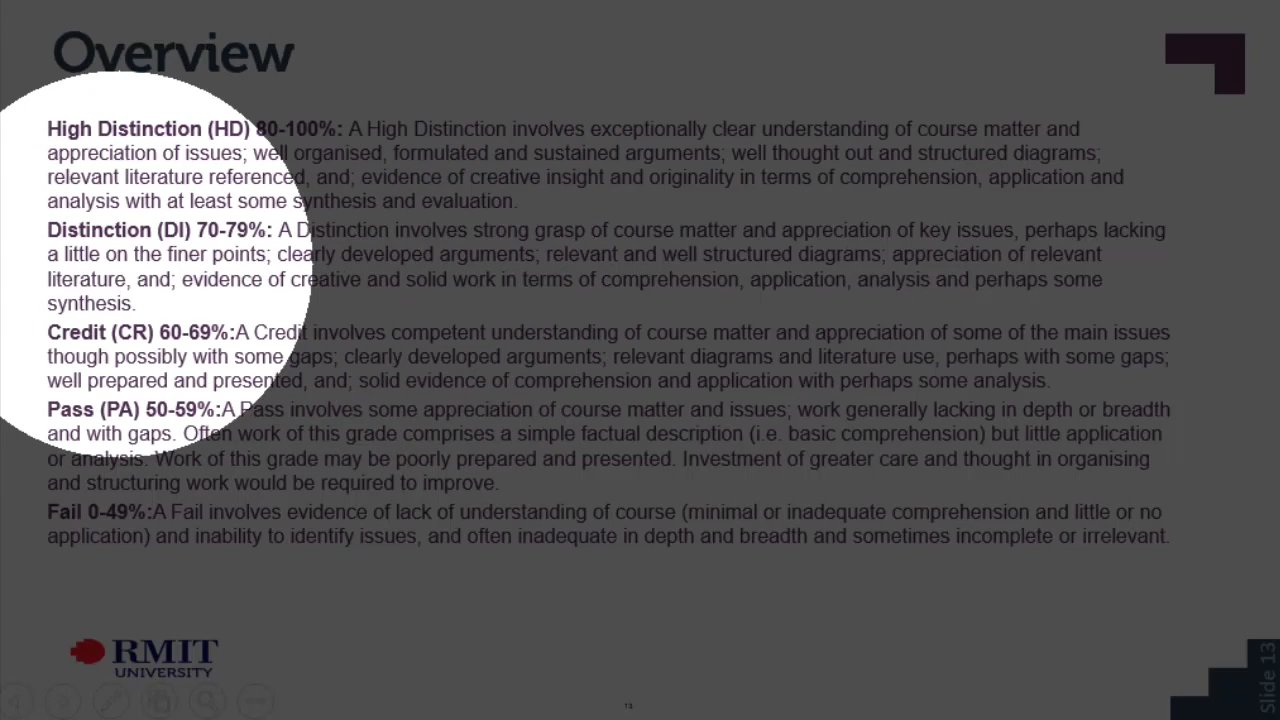 Overview
High Distinction (HD) 80-100%: A High Distinction involves exceptionally clear understanding of course matter and
appreciation of issues; well organised, formulated and sustained arguments; well thought out and structured diagrams;
relevant literature referenced, and; evidence of creative insight and originality in terms of comprehension, application and
analysis with at least some synthesis and evaluation.
Distinction (DI) 70-79%: A Distinction involves strong grasp of course matter and appreciation of key issues, perhaps lacking
a little on the finer points; clearly developed arguments; relevant and well structured diagrams; appreciation of relevant
literature, and; evidence of creative and solid work in terms of comprehension, application, analysis and perhaps some
synthesis.
Credit (CR) 60-69%:A Credit involves competent understanding of course matter and appreciation of some of the main issues
though possibly with some gaps; clearly developed arguments; relevant diagrams and literature use, perhaps with some gaps;
well prepared and presented, and; solid evidence of comprehension and application with perhaps some analysis.
Pass (PA) 50-59%:A Pass involves some appreciation of course matter and issues; work generally lacking in depth or breadth
and with gaps. Often work of this grade comprises a simple factual description (i.e. basic comprehension) but little application
or analysis. Work of this grade may be poorly prepared and presented. Investment of greater care and thought in organising
and structuring work would be required to improve.
Fail 0-49%:A Fail involves evidence of lack of understanding of course (minimal or inadequate comprehension and little or no
application) and inability to identify issues, and often inadequate in depth and breadth and sometimes incomplete or irrelevant.
RMIT
UNIVERSITY
Slide 13